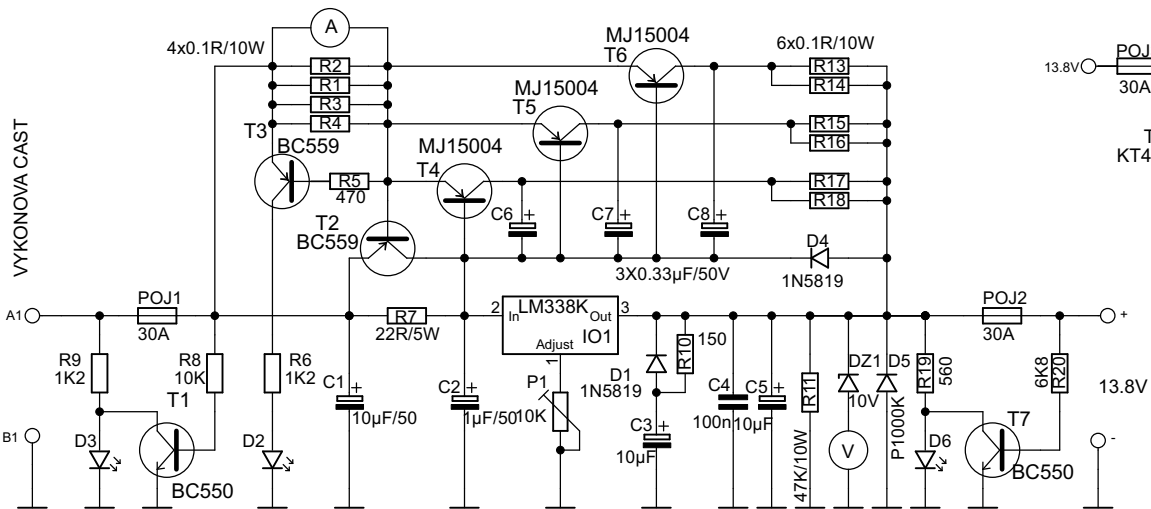 A
4x0.1R/10W
R2
R1
R3
R4
MJ15004
T6
6x0.1R/10W
R13
R14
POJ
13.8V
30A
MJ15004
T5
R15
R16
T
KT4
T3
BC559
MJ15004
T4
R5
470
R17
R18
VYKONOVA CAST
T2
BC559
C6
+
C7
+
C8
+
3X0.33µF/50V
D4
1N5819
A1
POJ1
30A
R7
22R/5W
2
In
LM338K
Out
3
IO1
Adjust
1
POJ2
30A
+
R9
1K2
R8
10K
T1
R6
1K2
C1
+
10µF/50
C2
+
1µF/50
P1
10K
D1
1N5819
R10
150
C3
+
10µF
C4
100n
C5
+
10µF
R11
47K/10W
DZ1
10V
V
D5
P1000K
R19
560
6K8
R20
13.8V
B1
D3
BC550
D2
D6
T7
BC550
-